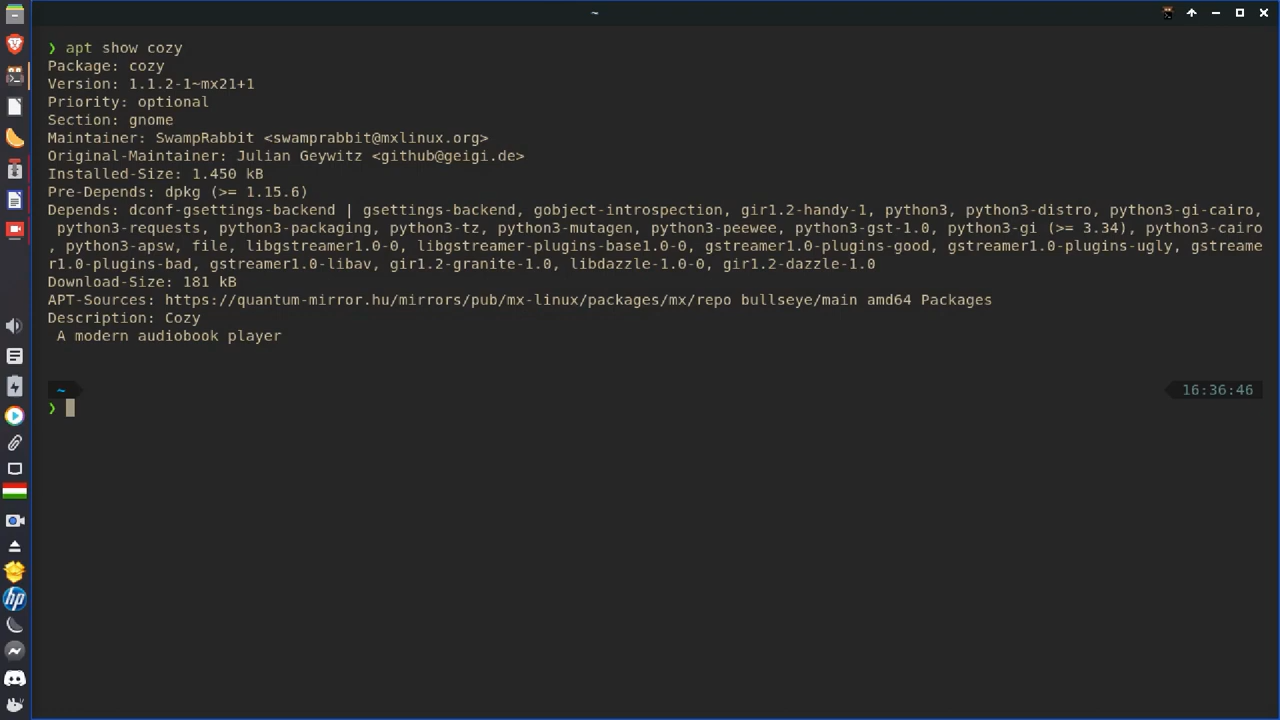 ~
❯ apt show cozy
Package: cozy
Version: 1.1.2-1~mx21+1
Priority: optional
Section: gnome
Maintainer: SwampRabbit <swamprabbit@mxlinux.org>
Original-Maintainer: Julian Geywitz <github@geigi.de>
Installed-Size: 1.450 kB
Pre-Depends: dpkg (>= 1.15.6)
Depends: dconf-gsettings-backend | gsettings-backend, gobject-introspection, gir1.2-handy-1, python3, python3-distro, python3-gi-cairo,
 python3-requests, python3-packaging, python3-tz, python3-mutagen, python3-peewee, python3-gst-1.0, python3-gi (>= 3.34), python3-cairo
, python3-apsw, file, libgstreamer1.0-0, libgstreamer-plugins-base1.0-0, gstreamer1.0-plugins-good, gstreamer1.0-plugins-ugly, gstreame
r1.0-plugins-bad, gstreamer1.0-libav, gir1.2-granite-1.0, libdazzle-1.0-0, gir1.2-dazzle-1.0
Download-Size: 181 kB
APT-Sources: https://quantum-mirror.hu/mirrors/pub/mx-linux/packages/mx/repo bullseye/main amd64 Packages
Description: Cozy
 A modern audiobook player
~ 16:36:46
❯
hp